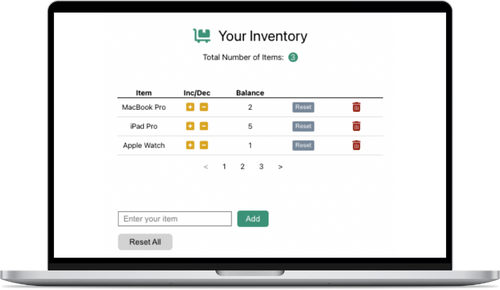 Your Inventory
Total Number of Items: 3
Item Inc/Dec Balance
MacBook Pro + − 2 Reset
iPad Pro + − 5 Reset
Apple Watch + − 1 Reset
< 1 2 3 >
Enter your item Add
Reset All